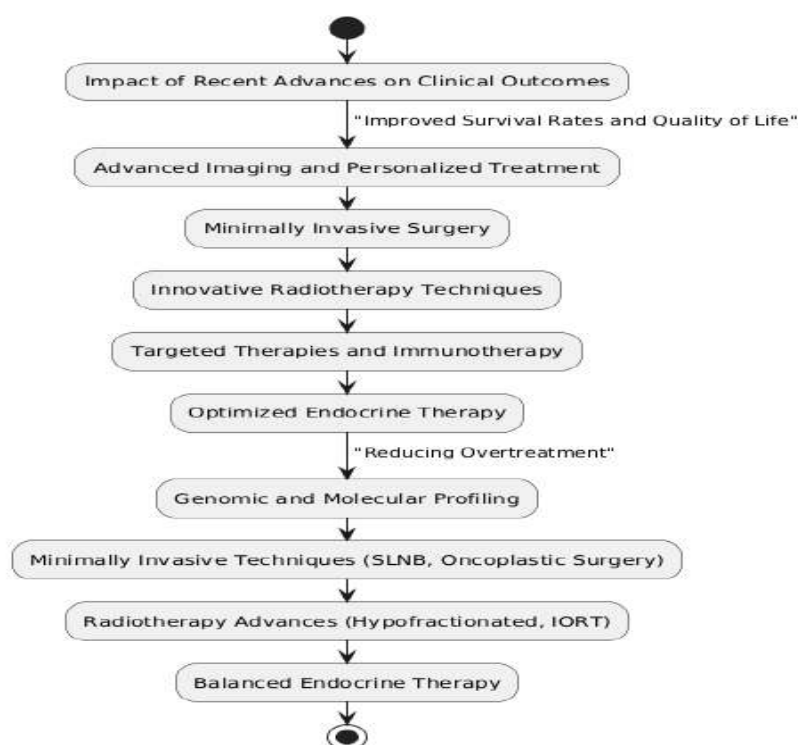 Impact of Recent Advances on Clinical Outcomes
"Improved Survival Rates and Quality of Life"
Advanced Imaging and Personalized Treatment
Minimally Invasive Surgery
Innovative Radiotherapy Techniques
Targeted Therapies and Immunotherapy
Optimized Endocrine Therapy
"Reducing Overtreatment"
Genomic and Molecular Profiling
Minimally Invasive Techniques (SLNB, Oncoplastic Surgery)
Radiotherapy Advances (Hypofractionated, IORT)
Balanced Endocrine Therapy